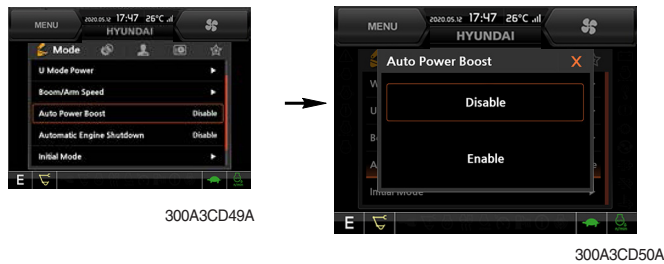 MENU
2020.05.12 17:47 26°C
HYUNDAI
Mode
U Mode Power
Boom/Arm Speed
Auto Power Boost Disable
Automatic Engine Shutdown Disable
Initial Mode
E
300A3CD49A
MENU
2020.05.12 17:47 26°C
HYUNDAI
Auto Power Boost X
Disable
Enable
W
U
B
A e
Initial Mode
E
300A3CD50A